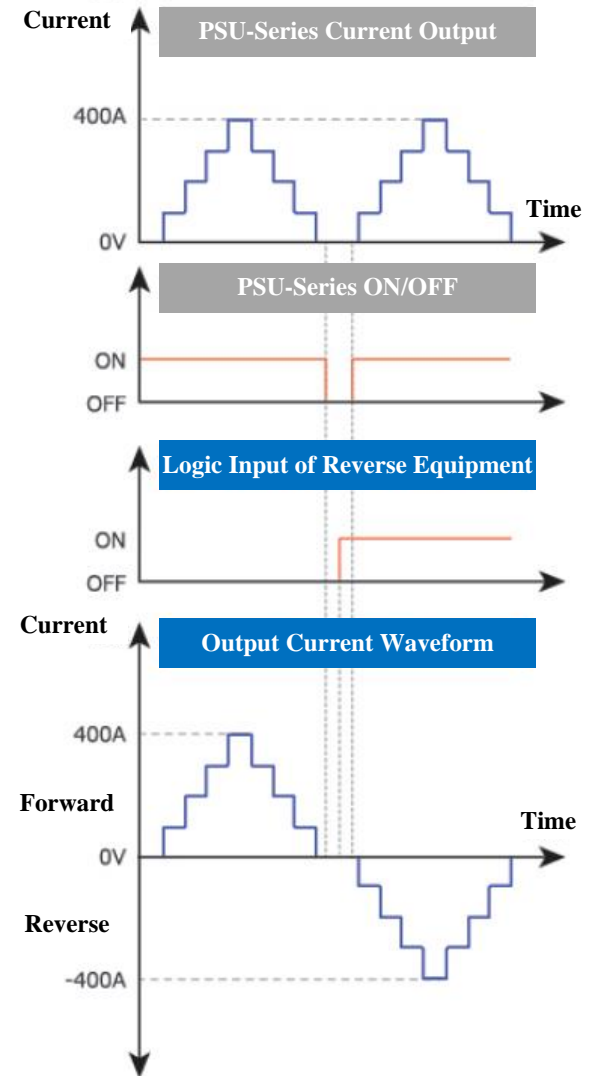 Current
PSU-Series Current Output
400A
Time
0V
PSU-Series ON/OFF
ON
OFF
Logic Input of Reverse Equipment
ON
OFF
Current
Output Current Waveform
400A
Forward
Time
0V
Reverse
-400A